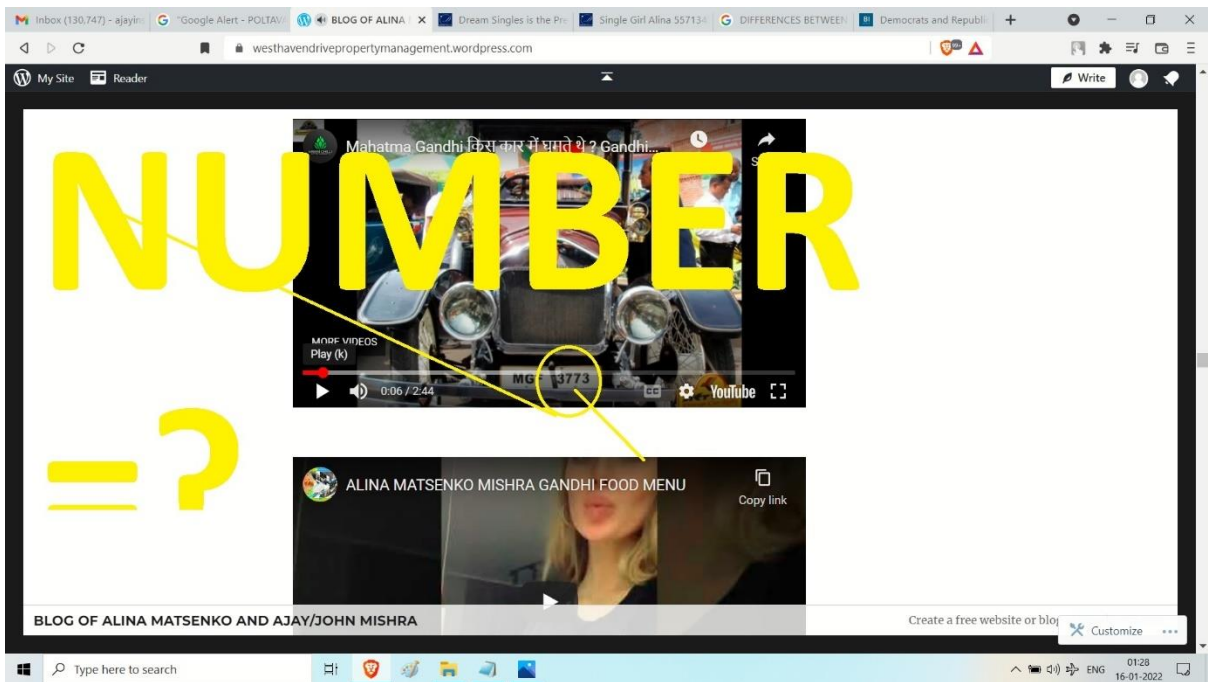 Inbox (130,747) - ajayin
"Google Alert - POLTAV
BLOG OF ALINA
Dream Singles is the Pre
Single Girl Alina 557134
DIFFERENCES BETWEEN
Democrats and Republi
westhavendrivepropertymanagement.wordpress.com
My Site
Reader
Write
Mahatma Gandhi किस कार में घुमते थे ? Gandhi...
NUMBER
MORE VIDEOS
Play (k)
MG 3773
0:06 / 2:44
CC
YouTube
=?
ALINA MATSENKO MISHRA GANDHI FOOD MENU
Copy link
BLOG OF ALINA MATSENKO AND AJAY/JOHN MISHRA
Create a free website or blo
Customize
Type here to search
ENG
01:28
16-01-2022